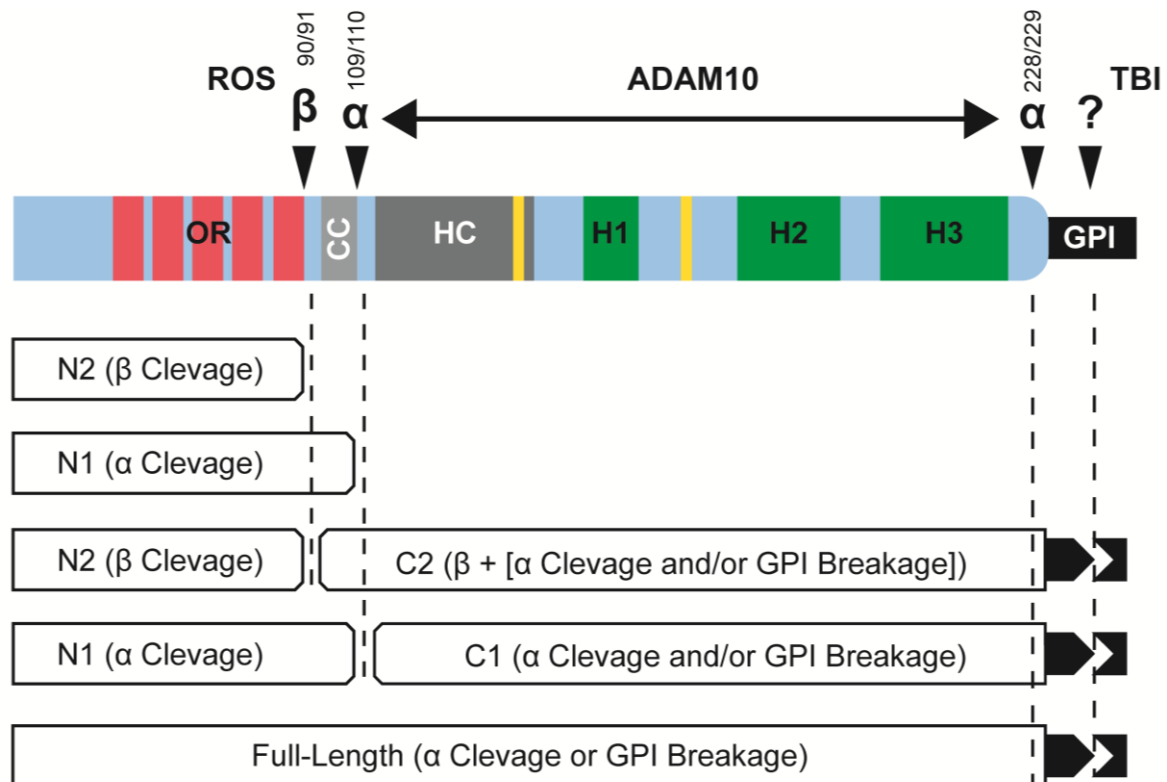 90/91
109/110
228/229
ROS
ADAM10
TBI
β
α
α
?
OR
CC
HC
H1
H2
H3
GPI
N2 (β Clevage)
N1 (α Clevage)
N2 (β Clevage)
C2 (β + [α Clevage and/or GPI Breakage])
N1 (α Clevage)
C1 (α Clevage and/or GPI Breakage)
Full-Length (α Clevage or GPI Breakage)